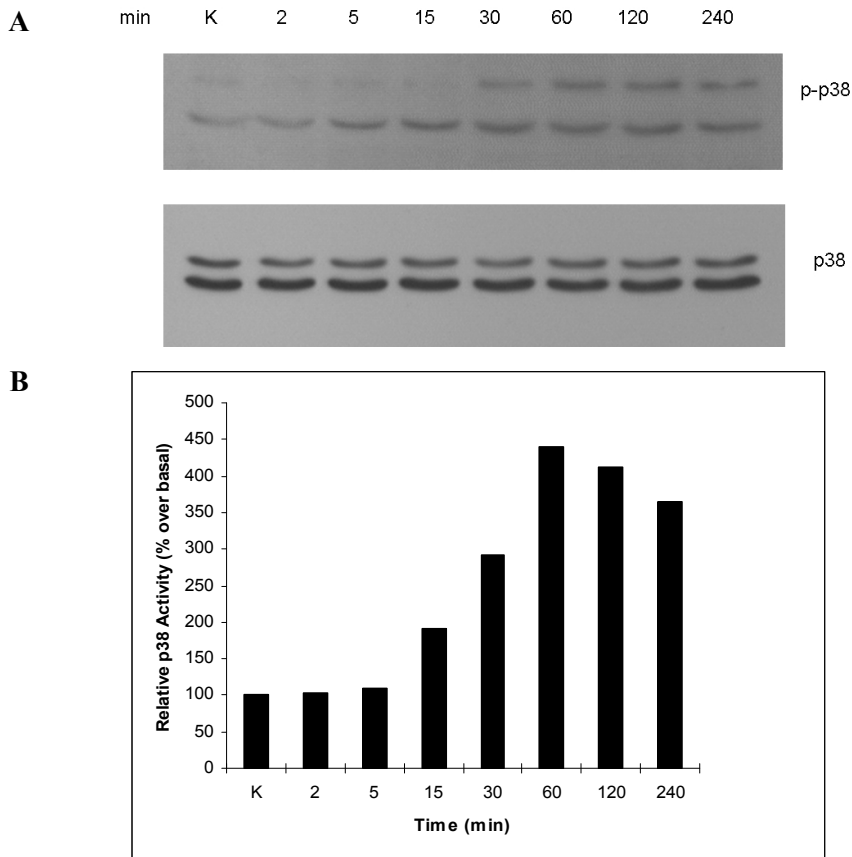 A
min K 2 5 15 30 60 120 240
p-p38
p38
B
Relative p38 Activity (% over basal)
500
450
400
350
300
250
200
150
100
50
0
K 2 5 15 30 60 120 240
Time (min)